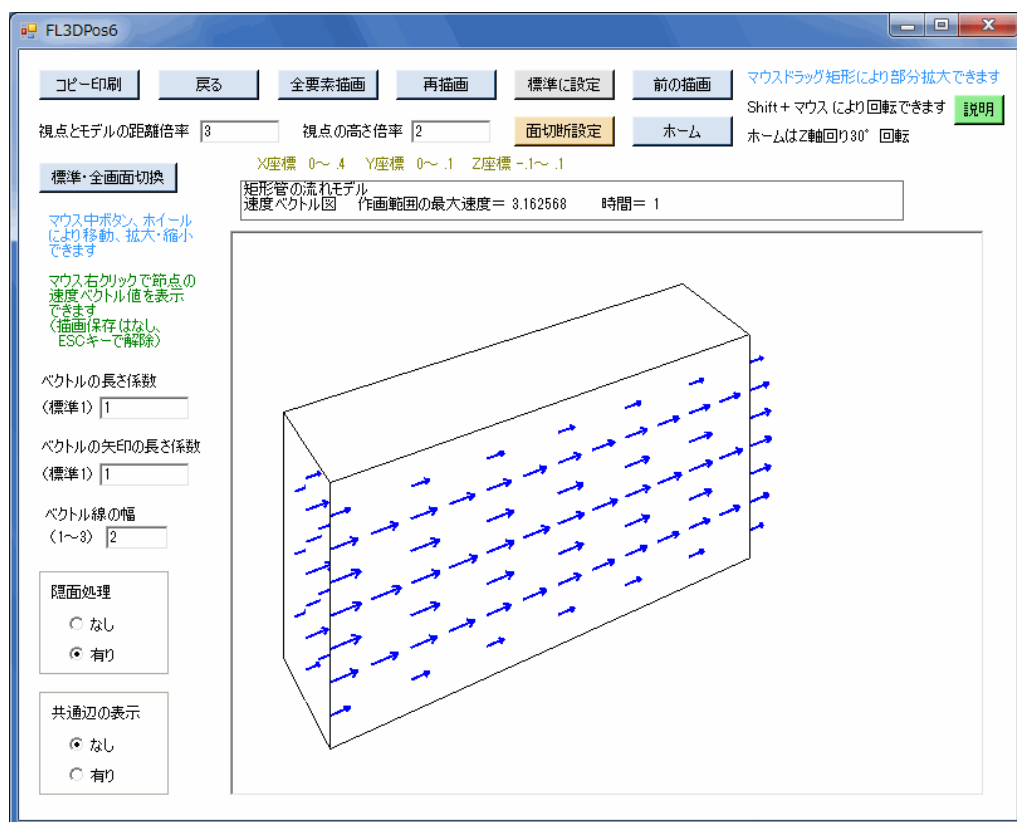 FL3DPos6
コピー印刷 戻る 全要素描画 再描画 標準に設定 前の描画 マウスドラッグ矩形により部分拡大できます
Shift+マウスにより回転できます 説明
視点とモデルの距離倍率 3 視点の高さ倍率 2 面切断設定 ホーム ホームはZ軸回り30° 回転
X座標 0～ .4 Y座標 0～ .1 Z座標 -.1～ .1
標準・全画面切換
矩形管の流れモデル
速度ベクトル図 作画範囲の最大速度= 3.162568 時間= 1
マウス中ボタン、ホイール
により移動、拡大・縮小
できます
マウス右クリックで節点の
速度ベクトル値を表示
できます
(描画保存はなし、
ESCキーで解除)
ベクトルの長さ係数
(標準1) 1
ベクトルの矢印の長さ係数
(標準1) 1
ベクトル線の幅
(1～3) 2
隠面処理
なし
有り
共通辺の表示
なし
有り